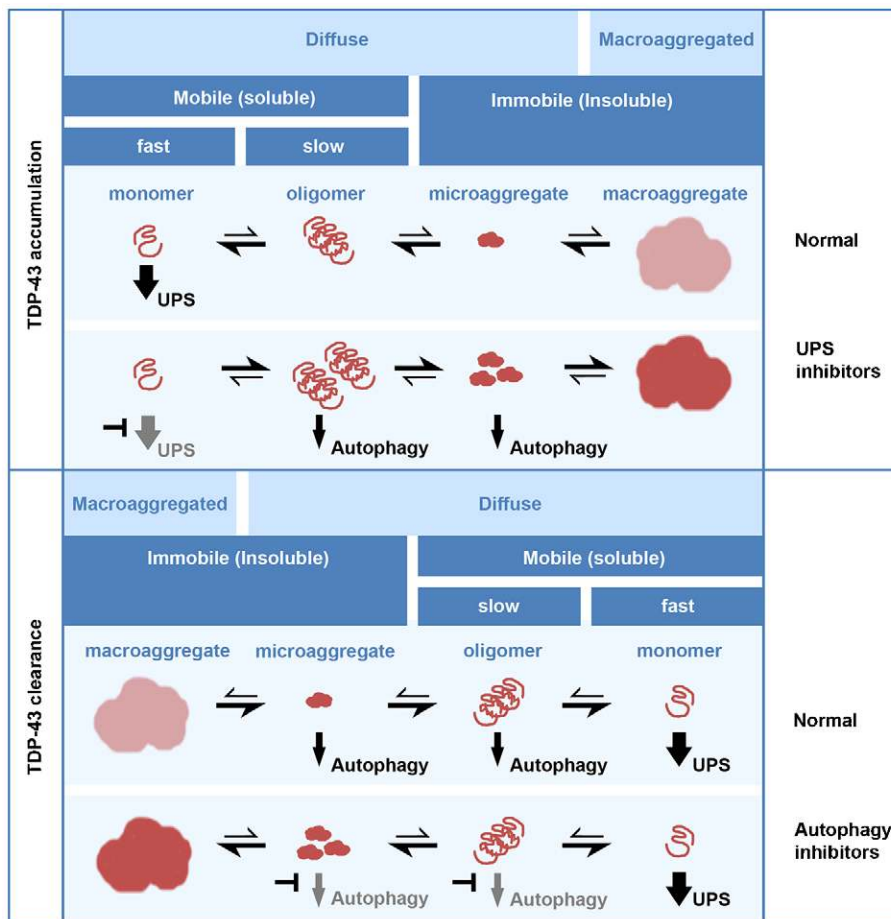 TDP-43 accumulation
Diffuse
Macroaggregated
Mobile (soluble)
Immobile (Insoluble)
fast
slow
monomer
oligomer
microaggregate
macroaggregate
Normal
UPS
UPS
inhibitors
UPS
Autophagy
Autophagy
TDP-43 clearance
Macroaggregated
Diffuse
Immobile (Insoluble)
Mobile (soluble)
slow
fast
macroaggregate
microaggregate
oligomer
monomer
Normal
Autophagy
Autophagy
UPS
Autophagy
inhibitors
Autophagy
Autophagy
UPS